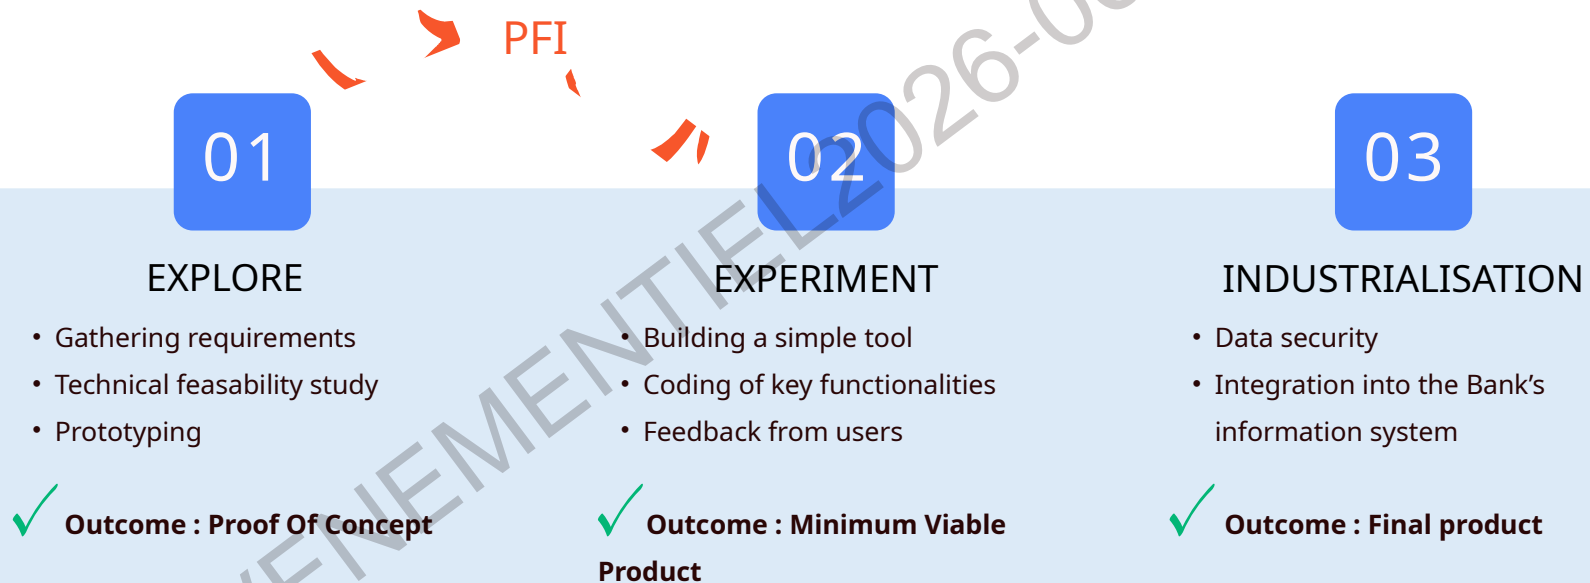 PFI
01
02
03
EXPLORE
• Gathering requirements
• Technical feasability study
• Prototyping
Outcome : Proof Of Concept
EXPERIMENT
• Building a simple tool
• Coding of key functionalities
• Feedback from users
Outcome : Minimum Viable
Product
INDUSTRIALISATION
• Data security
• Integration into the Bank’s
information system
Outcome : Final product